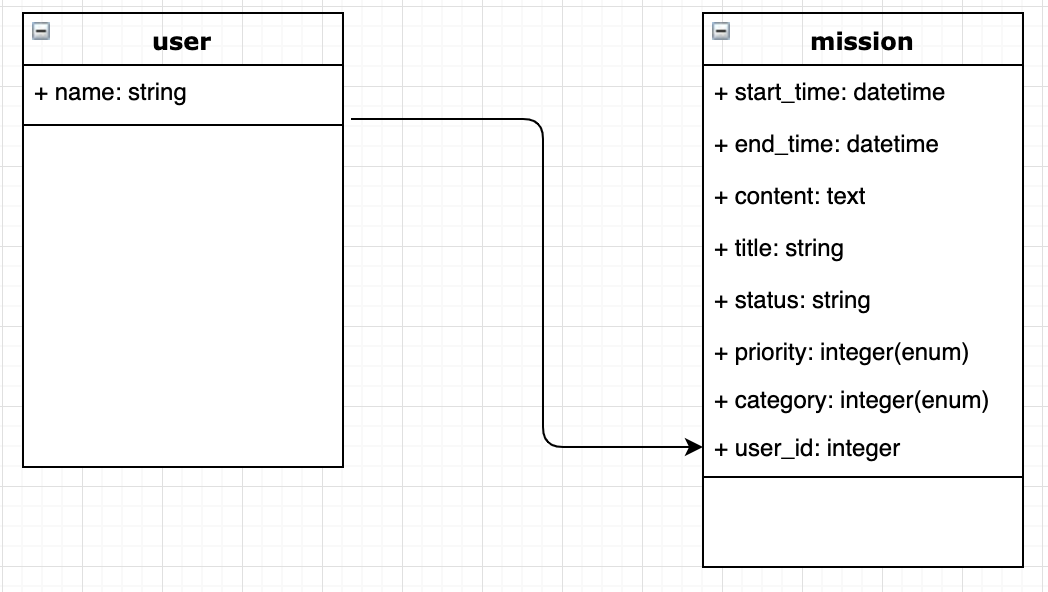 user
+ name: string
mission
+ start_time: datetime
+ end_time: datetime
+ content: text
+ title: string
+ status: string
+ priority: integer(enum)
+ category: integer(enum)
+ user_id: integer